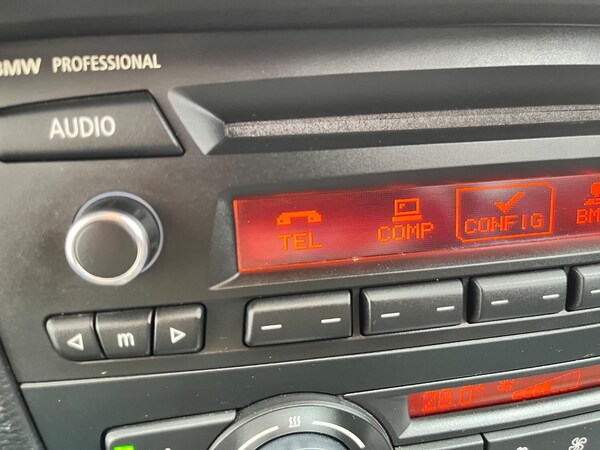 BMW PROFESSIONAL
AUDIO
TEL
COMP
CONFIG
m